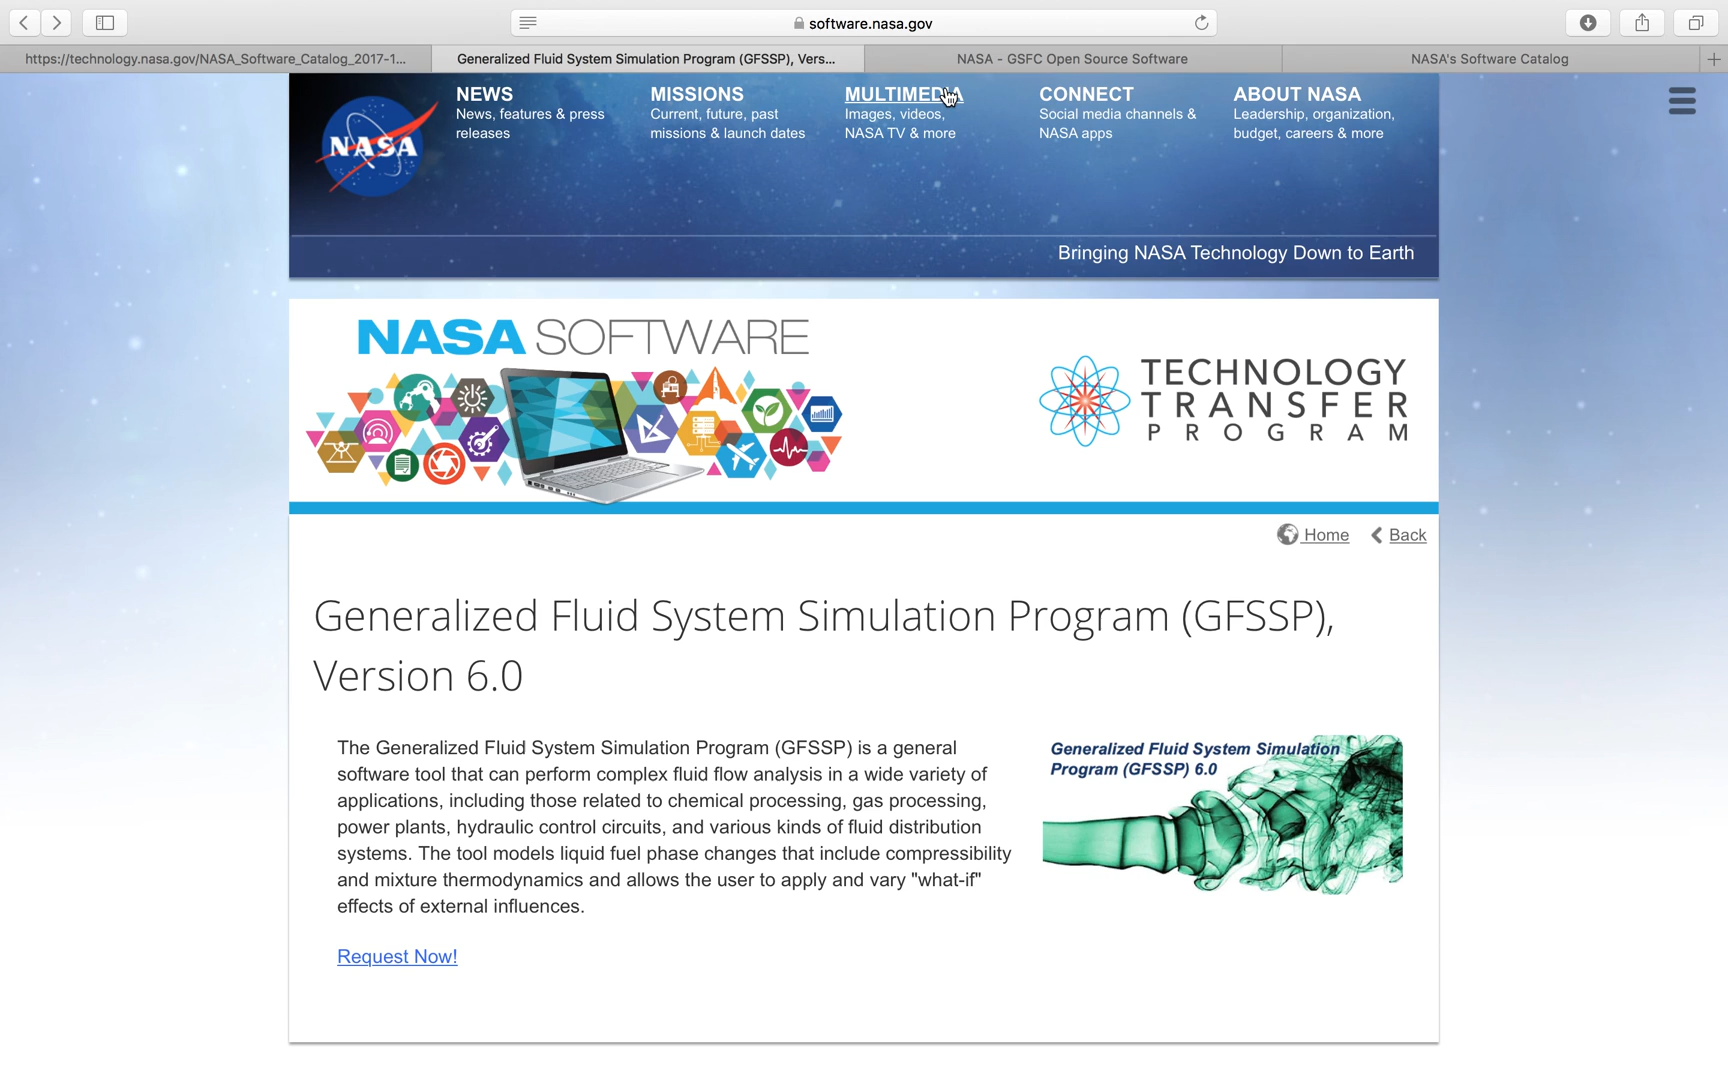 software.nasa.gov
https://technology.nasa.gov/NASA_Software_Catalog_2017-1...
Generalized Fluid System Simulation Program (GFSSP), Vers...
NASA - GSFC Open Source Software
NASA's Software Catalog
NASA
NEWS
News, features & press
releases
MISSIONS
Current, future, past
missions & launch dates
MULTIMEDIA
Images, videos,
NASA TV & more
CONNECT
Social media channels &
NASA apps
ABOUT NASA
Leadership, organization,
budget, careers & more
Bringing NASA Technology Down to Earth
NASA SOFTWARE
TECHNOLOGY
TRANSFER
PROGRAM
Home
Back
Generalized Fluid System Simulation Program (GFSSP),
Version 6.0
The Generalized Fluid System Simulation Program (GFSSP) is a general
software tool that can perform complex fluid flow analysis in a wide variety of
applications, including those related to chemical processing, gas processing,
power plants, hydraulic control circuits, and various kinds of fluid distribution
systems. The tool models liquid fuel phase changes that include compressibility
and mixture thermodynamics and allows the user to apply and vary "what-if"
effects of external influences.
Generalized Fluid System Simulation
Program (GFSSP) 6.0
Request Now!